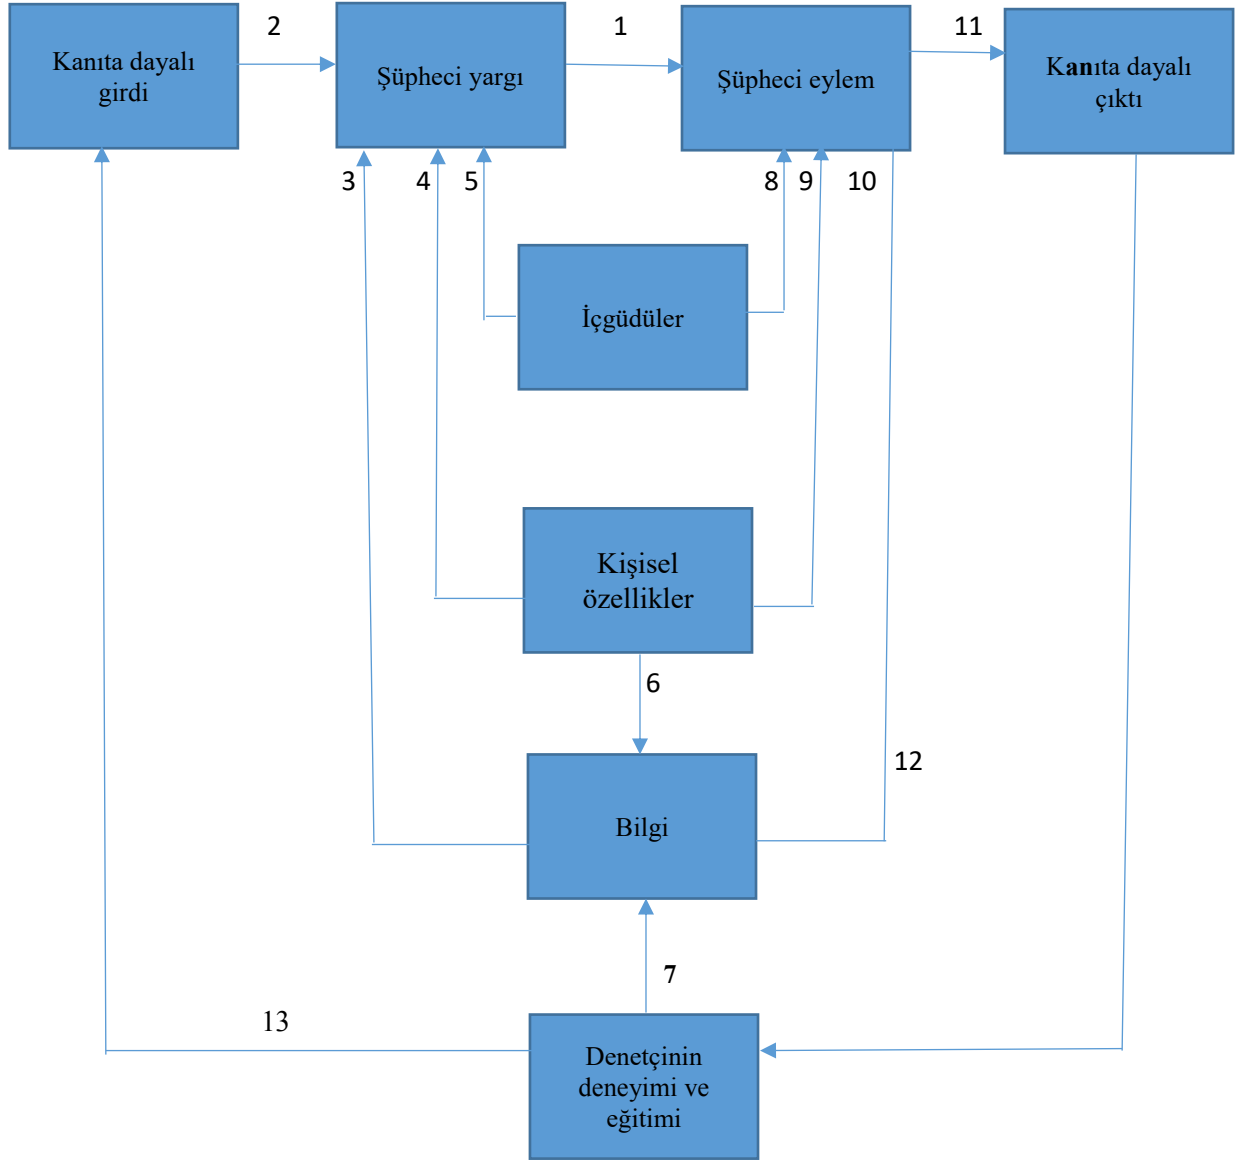 2
1
11
Kanıta dayalı
girdi
Şüpheci yargı
Şüpheci eylem
Kanıta dayalı
çıktı
3
4
5
8
9
10
İçgüdüler
Kişisel
özellikler
6
12
Bilgi
7
13
Denetçinin
deneyimi ve
eğitimi